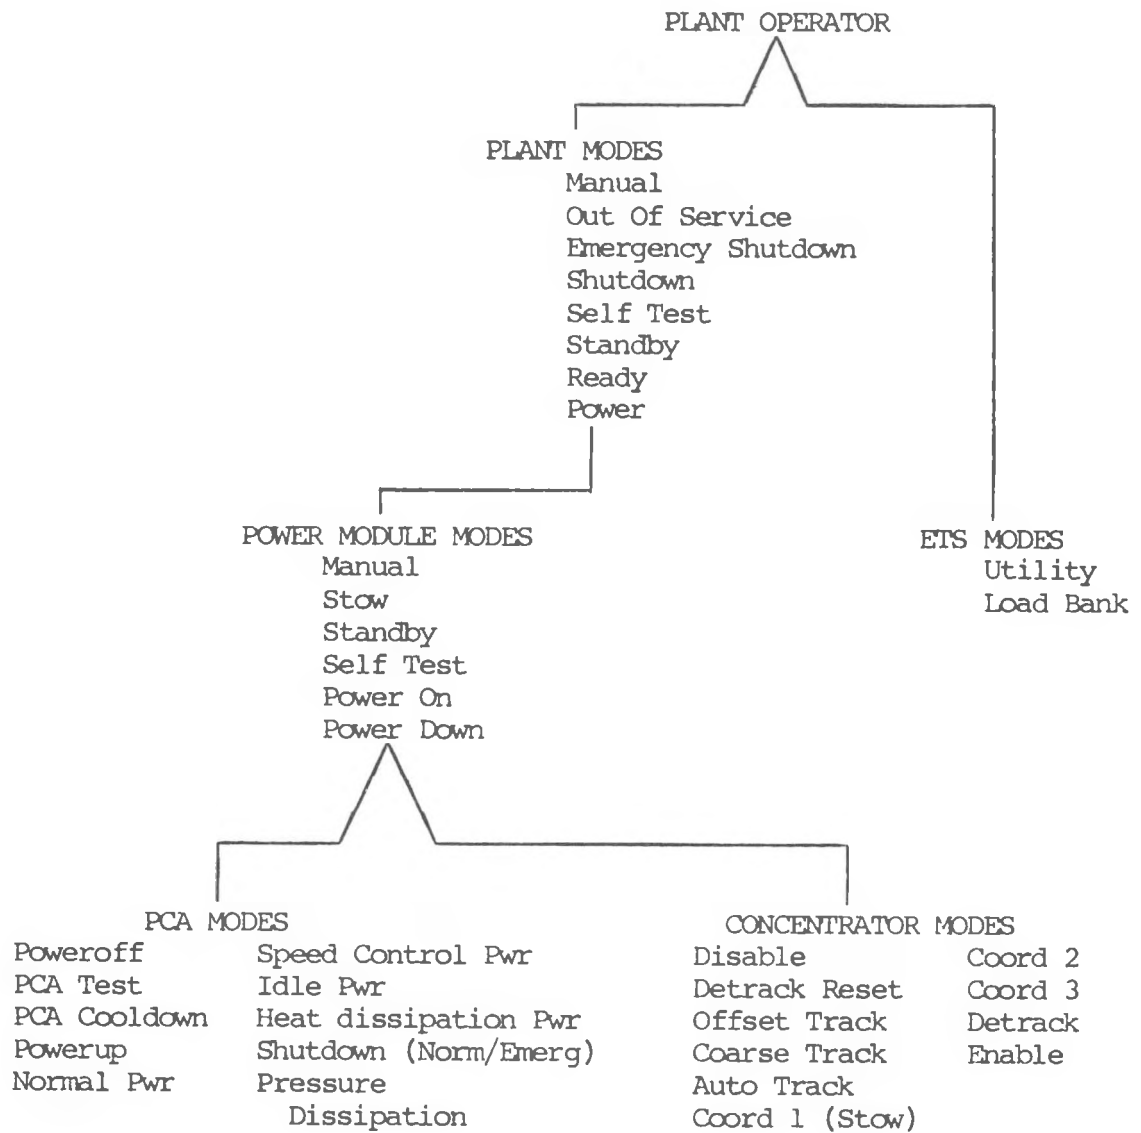 PLANT OPERATOR
PLANT MODES
Manual
Out Of Service
Emergency Shutdown
Shutdown
Self Test
Standby
Ready
Power
POWER MODULE MODES
Manual
Stow
Standby
Self Test
Power On
Power Down
ETS MODES
Utility
Load Bank
PCA MODES
Poweroff
PCA Test
PCA Cooldown
Powerup
Normal Pwr
Speed Control Pwr
Idle Pwr
Heat dissipation Pwr
Shutdown (Norm/Emerg)
Pressure
Dissipation
CONCENTRATOR MODES
Disable
Detrack Reset
Offset Track
Coarse Track
Auto Track
Coord 1 (Stow)
Coord 2
Coord 3
Detrack
Enable